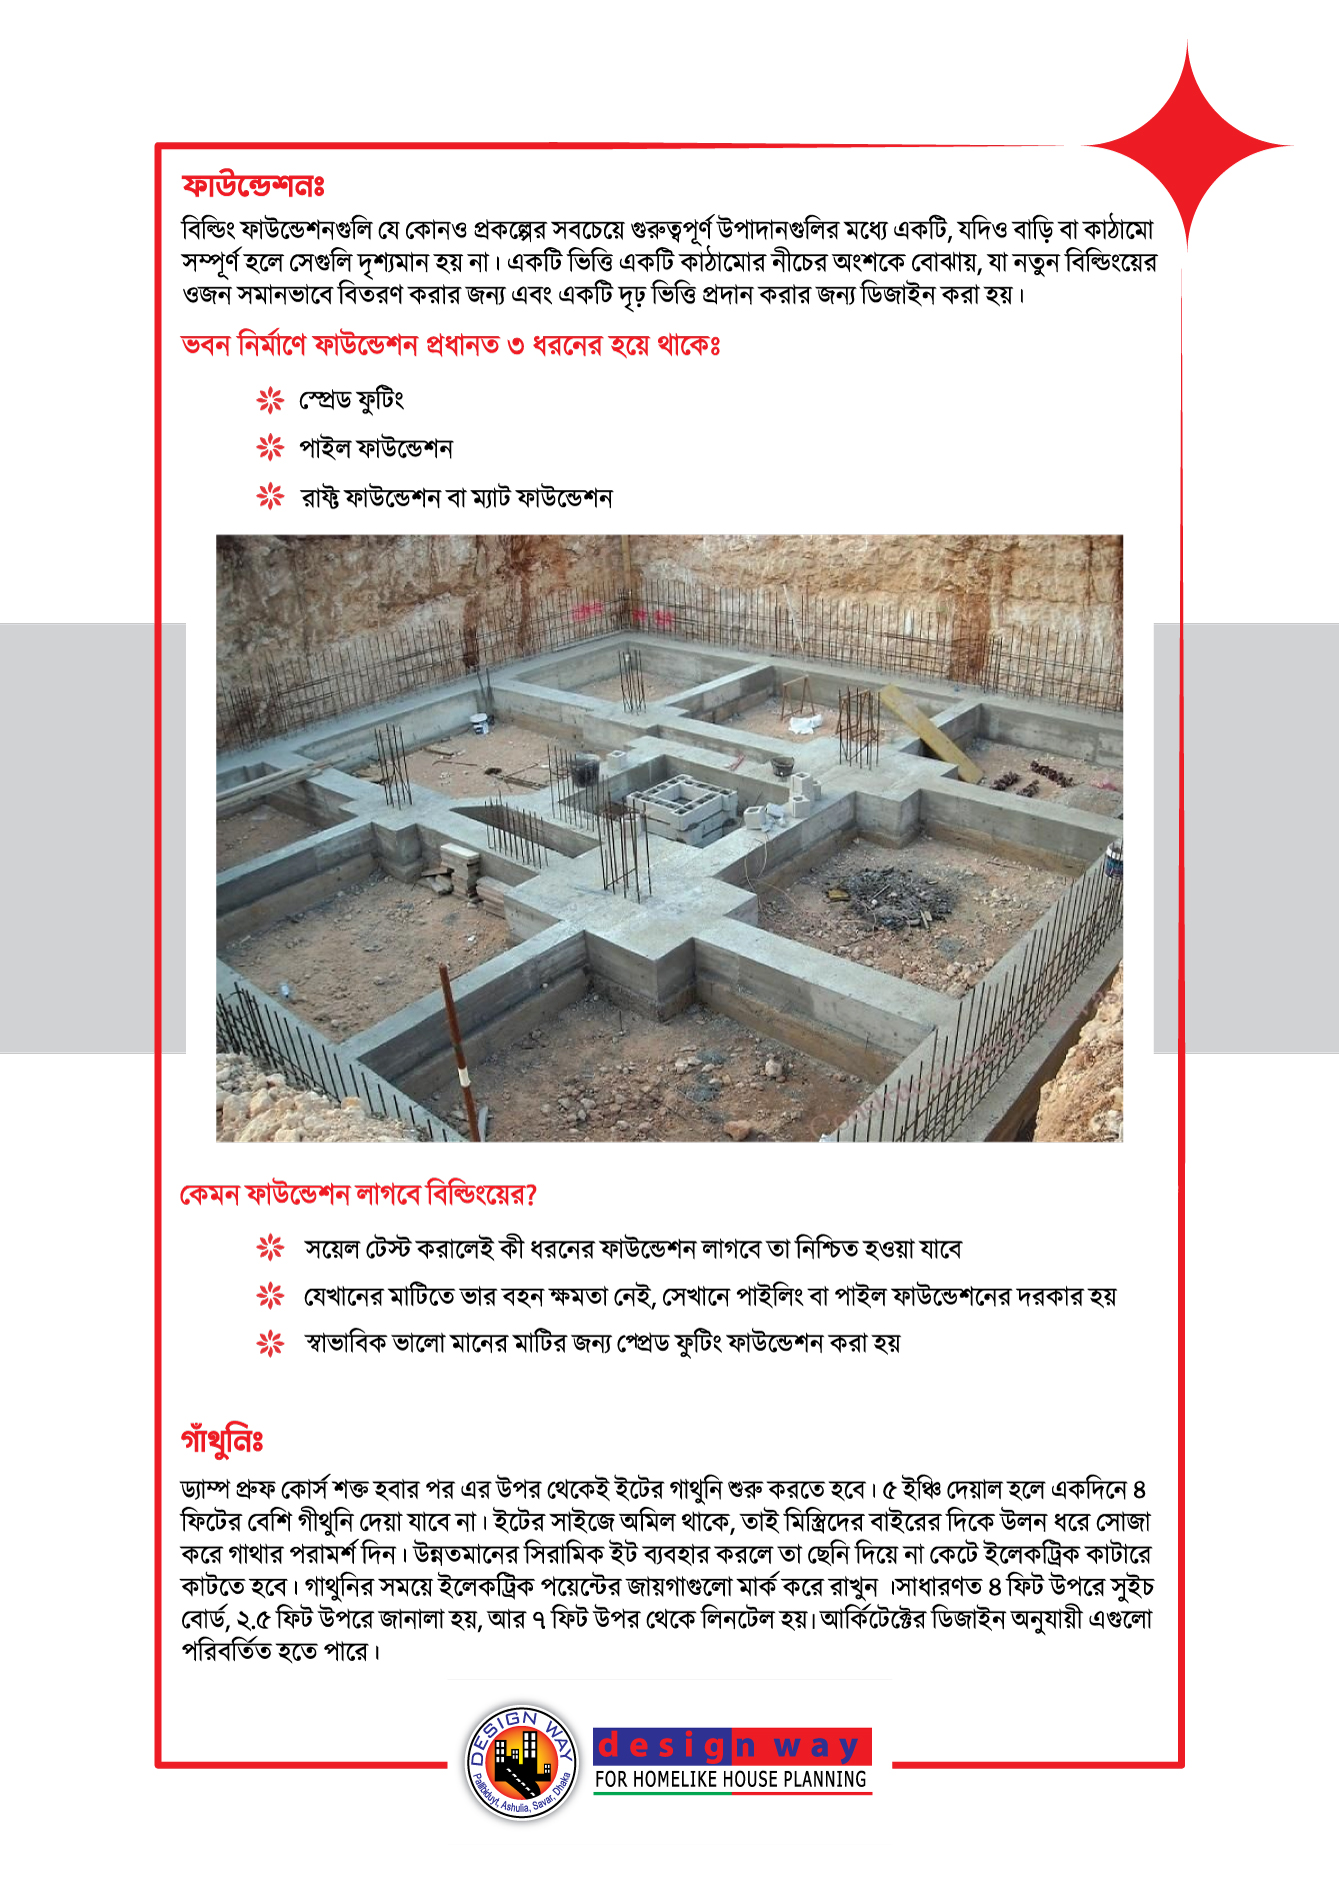 ফাউন্ডেশনঃ
বিল্ডিং ফাউন্ডেশনগুলি যে কোনও প্রকল্পের সবচেয়ে গুরুত্বপূর্ণ উপাদানগুলির মধ্যে একটি, যদিও বাড়ি বা কাঠামো
সম্পূর্ণ হলে সেগুলি দৃশ্যমান হয় না। একটি ভিত্তি একটি কাঠামোর নীচের অংশকে বোঝায়, যা নতুন বিল্ডিংয়ের
ওজন সমানভাবে বিতরণ করার জন্য এবং একটি দৃঢ় ভিত্তি প্রদান করার জন্য ডিজাইন করা হয়।
ভবন নির্মাণে ফাউন্ডেশন প্রধানত ৩ ধরনের হয়ে থাকেঃ
স্প্রেড ফুটিং
পাইল ফাউন্ডেশন
রাফ্ট ফাউন্ডেশন বা ম্যাট ফাউন্ডেশন
কেমন ফাউন্ডেশন লাগবে বিল্ডিংয়ের?
সয়েল টেস্ট করালেই কী ধরনের ফাউন্ডেশন লাগবে তা নিশ্চিত হওয়া যাবে
যেখানের মাটিতে ভার বহন ক্ষমতা নেই, সেখানে পাইলিং বা পাইল ফাউন্ডেশনের দরকার হয়
স্বাভাবিক ভালো মানের মাটির জন্য প্প্রেড ফুটিং ফাউন্ডেশন করা হয়
গাঁথুনিঃ
ড্যাম্প প্রুফ কোর্স শক্ত হবার পর এর উপর থেকেই ইটের গাথুনি শুরু করতে হবে। ৫ ইঞ্চি দেয়াল হলে একদিনে ৪
ফিটের বেশি গীথুনি দেয়া যাবে না। ইটের সাইজে অমিল থাকে, তাই মিস্ত্রিদের বাইরের দিকে উলন ধরে সোজা
করে গাথার পরামর্শ দিন। উন্নতমানের সিরামিক ইট ব্যবহার করলে তা ছেনি দিয়ে না কেটে ইলেকট্রিক কাটারে
কাটতে হবে। গাথুনির সময়ে ইলেকট্রিক পয়েন্টের জায়গাগুলো মার্ক করে রাখুন ।সাধারণত ৪ ফিট উপরে সুইচ
বোর্ড, ২.৫ ফিট উপরে জানালা হয়, আর ৭ ফিট উপর থেকে লিনটেল হয়। আর্কিটেক্টের ডিজাইন অনুযায়ী এগুলো
পরিবর্তিত হতে পারে।
DESIGN WAY
Pallibiduyt, Ashulia, Savar, Dhaka
design way
FOR HOMELIKE HOUSE PLANNING